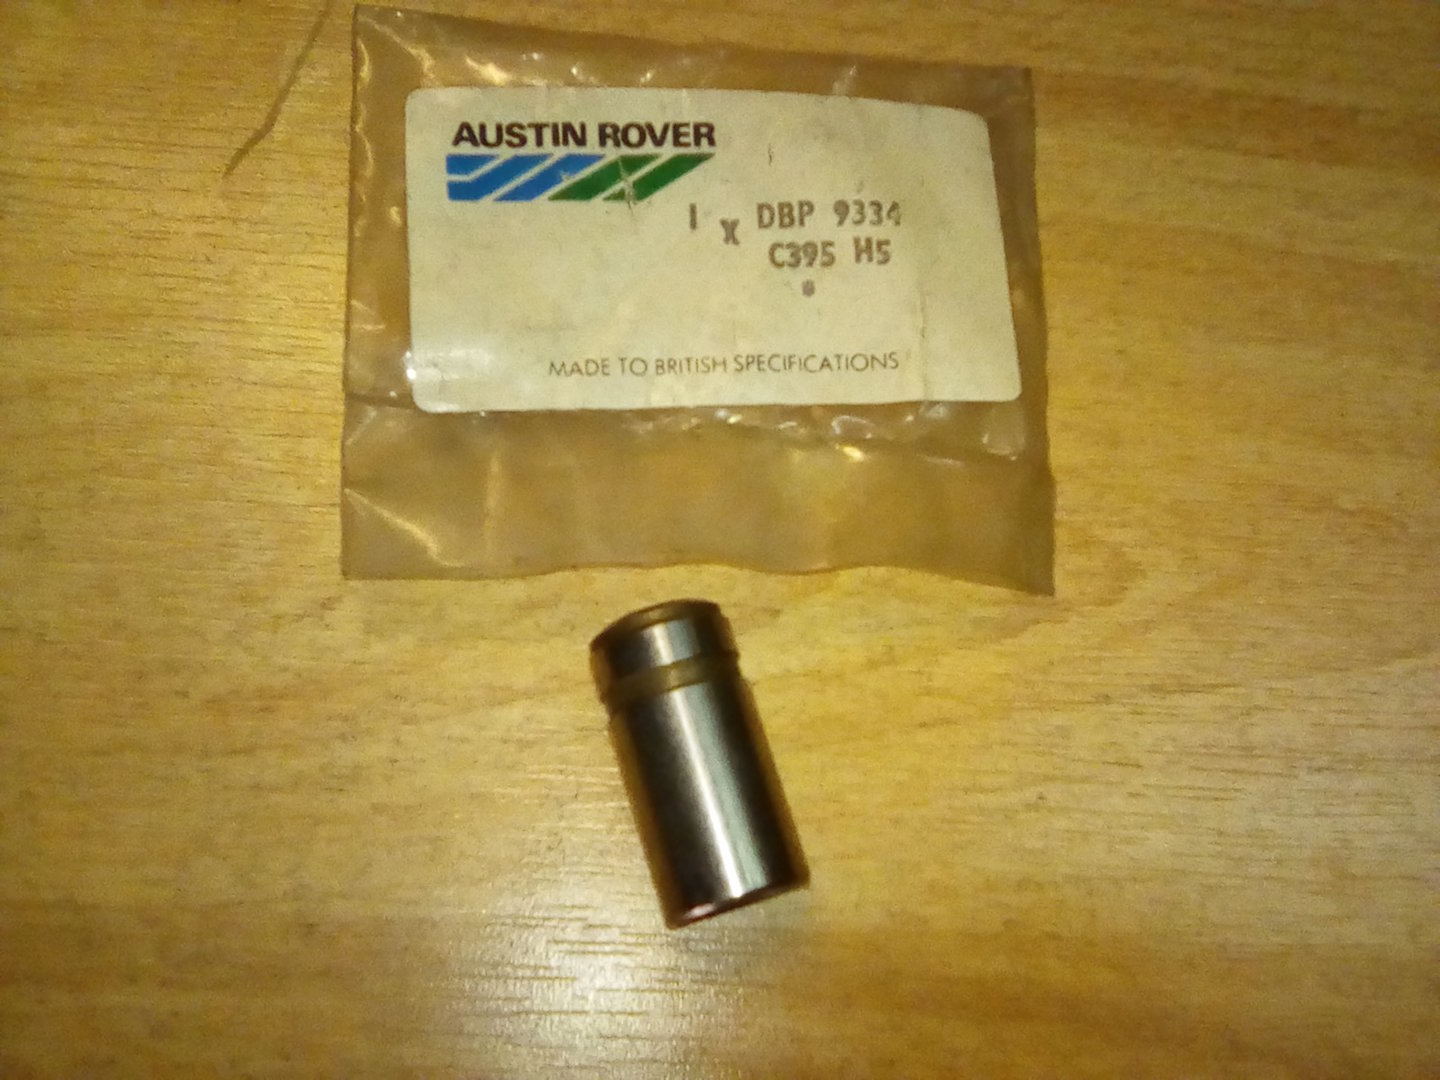 AUSTIN ROVER
1 x DBP 9334
C395 H5
MADE TO BRITISH SPECIFICATIONS